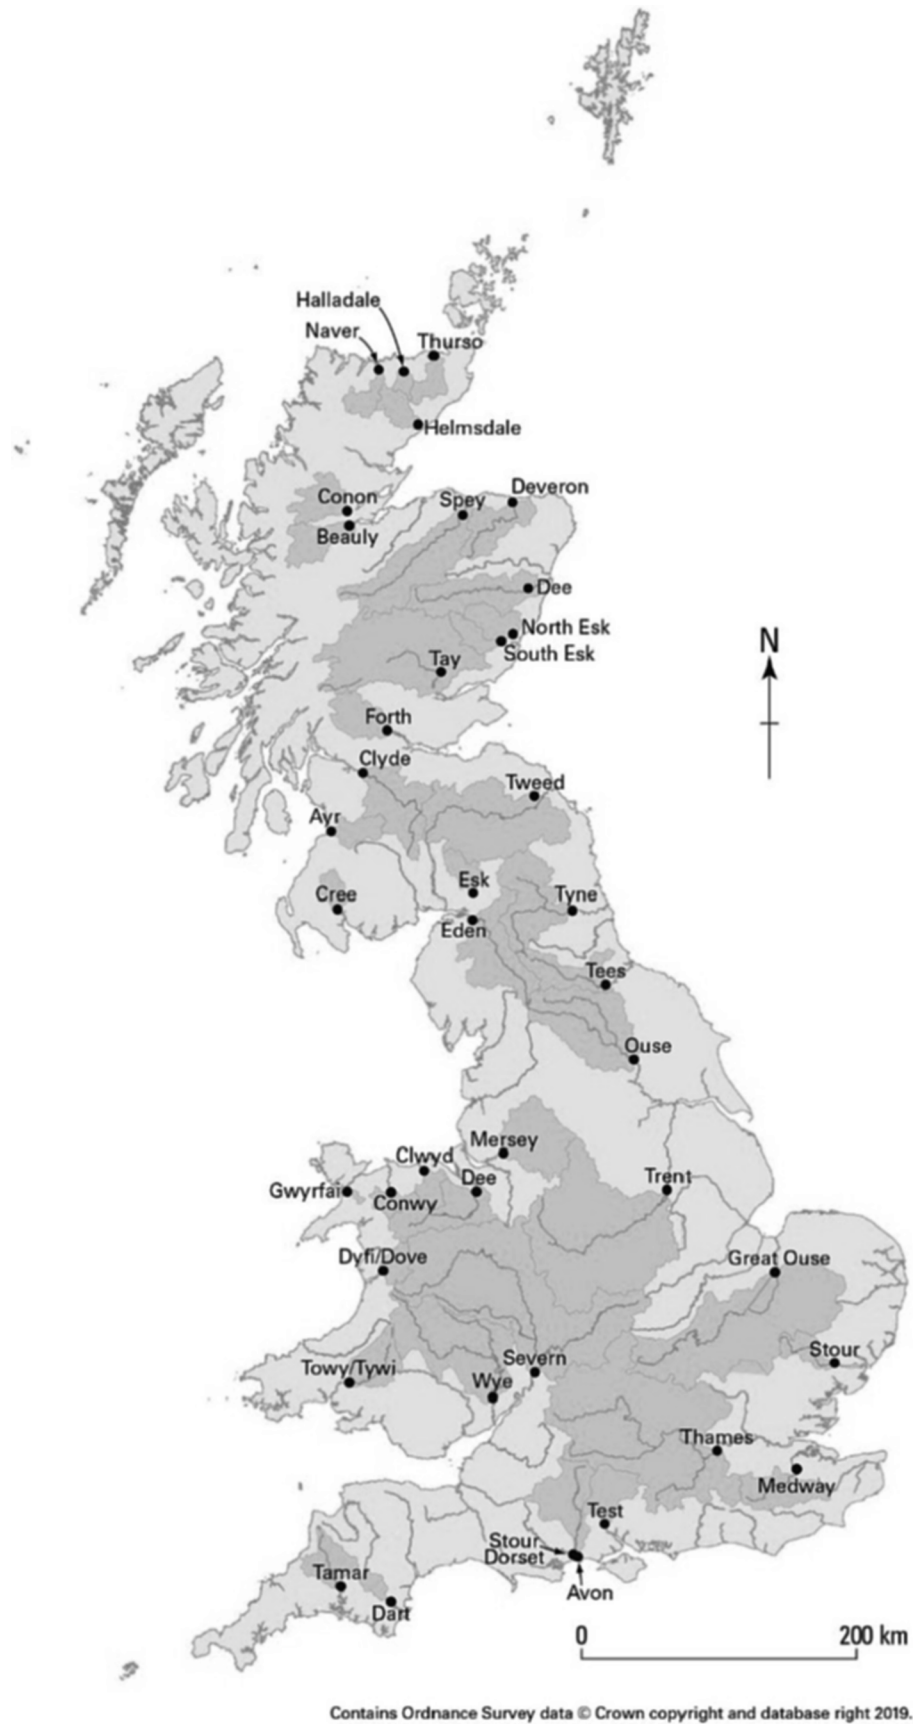 Halladale
Naver
Thurso
Helmsdale
Deveron
Conon
Spey
Beauly
Dee
North Esk
South Esk
Tay
N
Forth
Clyde
Tweed
Ayr
Esk
Cree
Tyne
Eden
Tees
Ouse
Mersey
Clwyd
Dee
Trent
Gwyrfai
Conwy
Dyfi/Dove
Great Ouse
Stour
Severn
Towy/Tywi
Wye
Thames
Medway
Test
Stour
Dorset
Tamar
Avon
Dart
0 200 km
Contains Ordnance Survey data © Crown copyright and database right 2019.